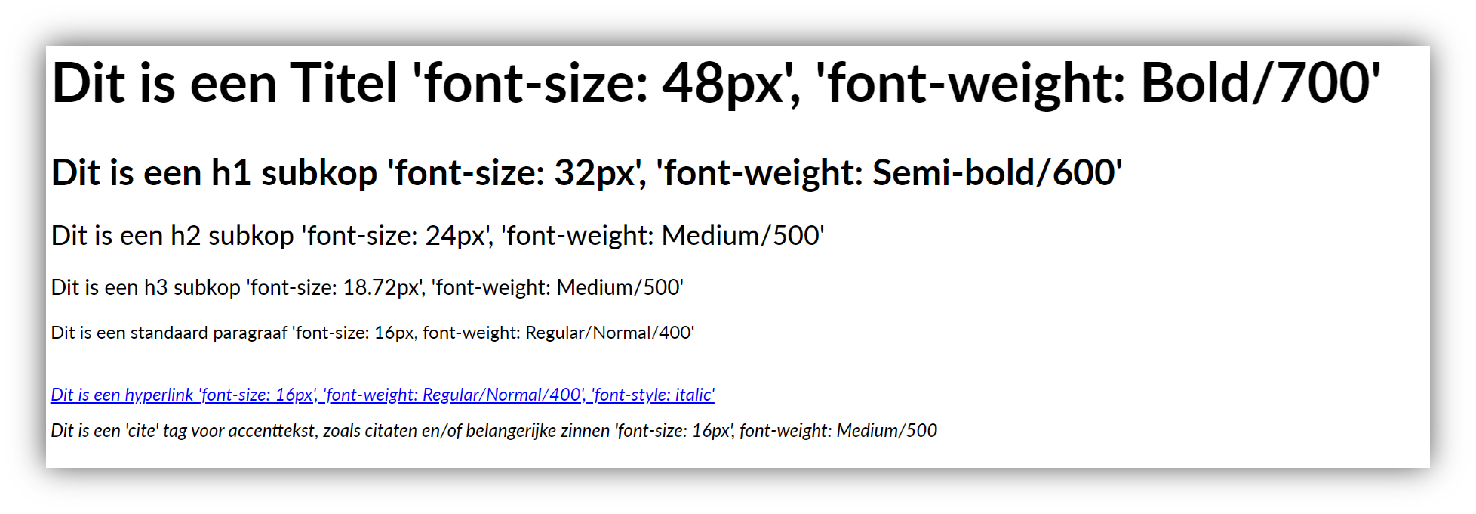 Dit is een Titel 'font-size: 48px', 'font-weight: Bold/700'
Dit is een h1 subkop 'font-size: 32px', 'font-weight: Semi-bold/600'
Dit is een h2 subkop 'font-size: 24px', 'font-weight: Medium/500'
Dit is een h3 subkop 'font-size: 18.72px', 'font-weight: Medium/500'
Dit is een standaard paragraaf 'font-size: 16px, font-weight: Regular/Normal/400'
Dit is een hyperlink 'font-size: 16px', 'font-weight: Regular/Normal/400', 'font-style: italic'
Dit is een 'cite' tag voor accenttekst, zoals citaten en/of belangerijke zinnen 'font-size: 16px', font-weight: Medium/500